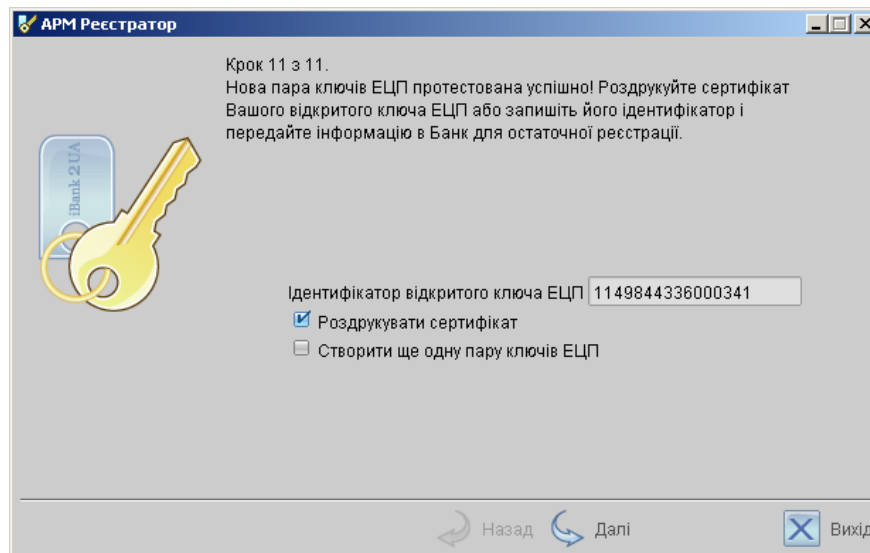 АРМ Реєстратор
Крок 11 з 11.
Нова пара ключів ЕЦП протестована успішно! Роздрукуйте сертифікат
Вашого відкритого ключа ЕЦП або запишіть його ідентифікатор і
передайте інформацію в Банк для остаточної реєстрації.
iBank 2 UA
Ідентифікатор відкритого ключа ЕЦП 1149844336000341
Роздрукувати сертифікат
Створити ще одну пару ключів ЕЦП
Назад Далі Вихід